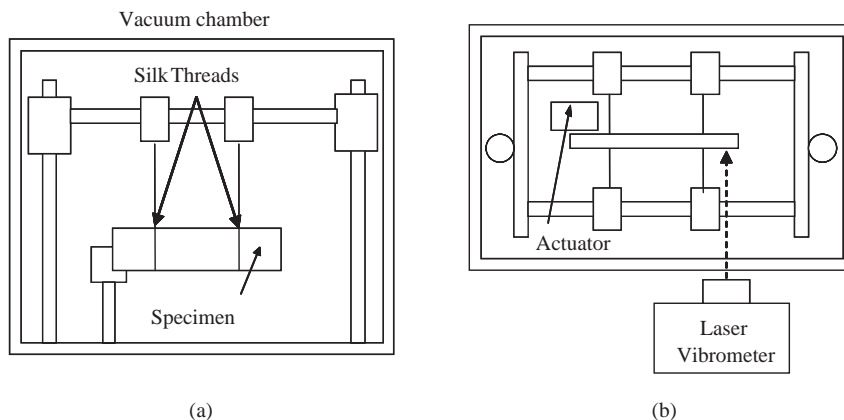 Vacuum chamber
Silk Threads
Specimen
(a)
Actuator
Laser
Vibrometer
(b)